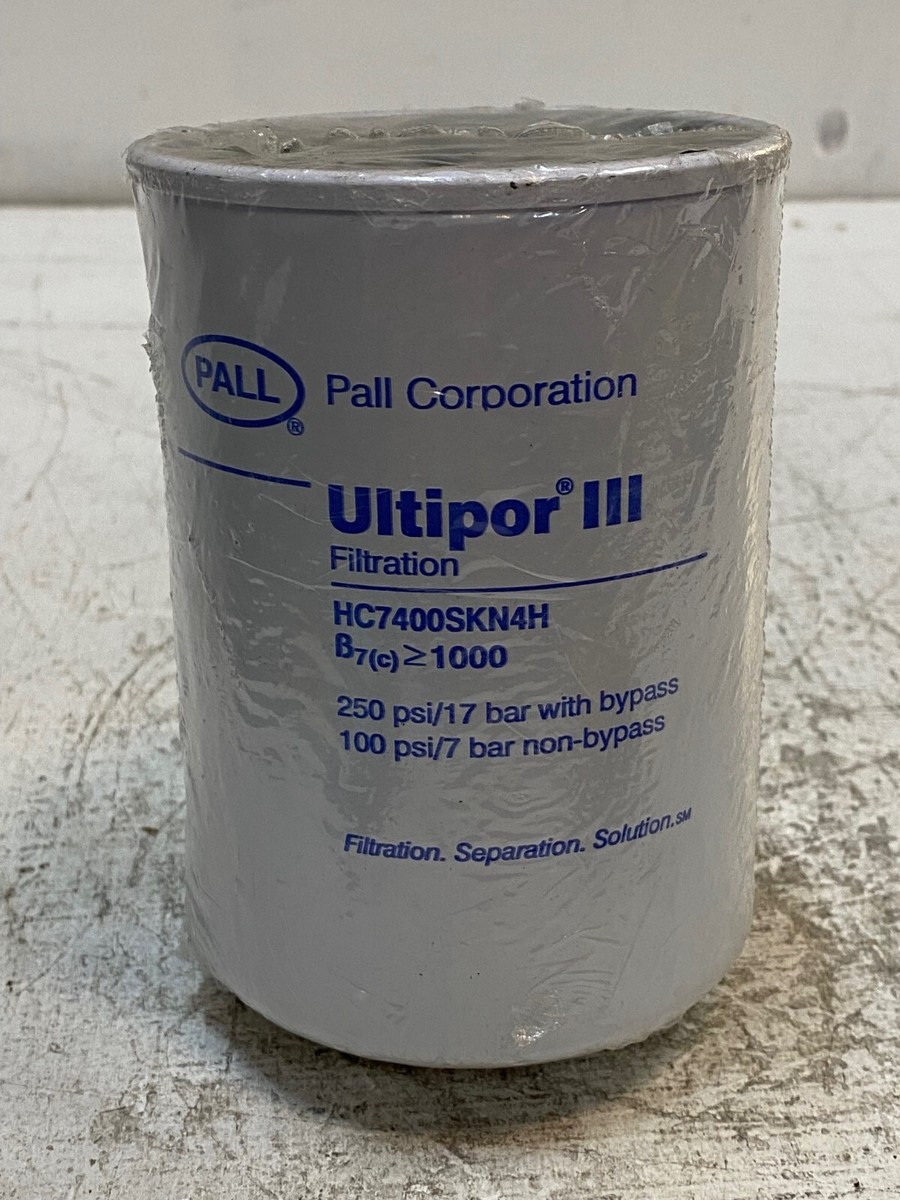 PALL
®
Pall Corporation
Ultipor® III
Filtration
HC7400SKN4H
β7(c)≥1000
250 psi/17 bar with bypass
100 psi/7 bar non-bypass
Filtration. Separation. Solution.SM